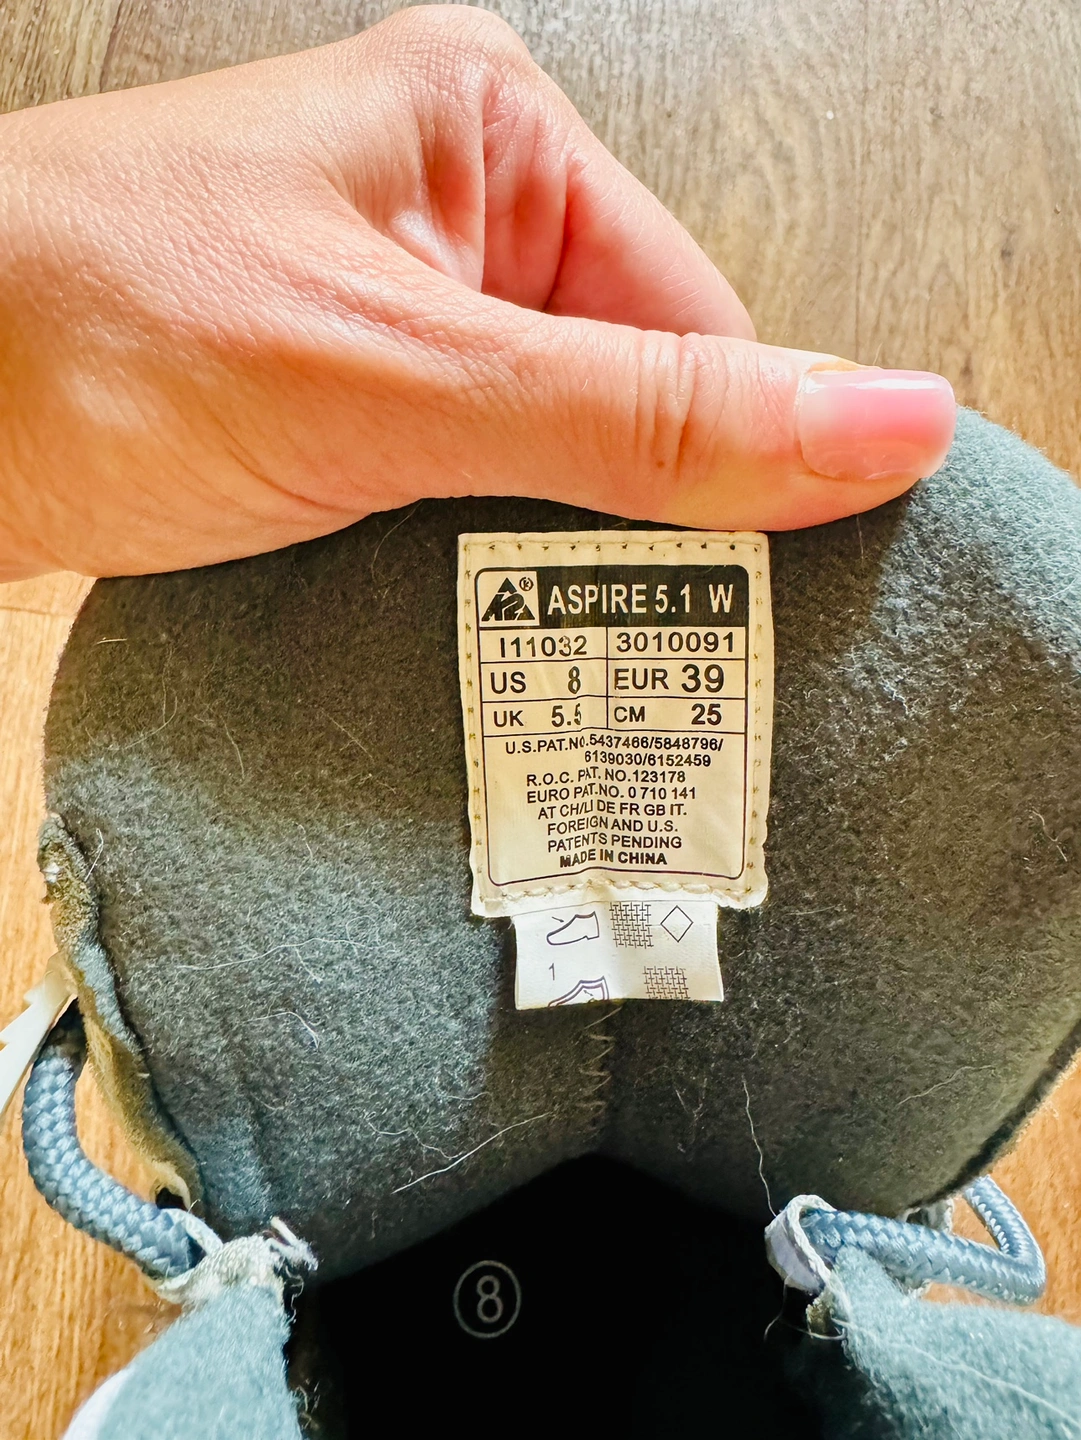 K2® ASPIRE 5.1 W
I11032 3010091
US 8 EUR 39
UK 5.5 CM 25
U.S.PAT.NO.5437466/5848796/
6139030/6152459
R.O.C. PAT. NO.123178
EURO PAT.NO. 0 710 141
AT CH/LI DE FR GB IT.
FOREIGN AND U.S.
PATENTS PENDING
MADE IN CHINA
1
8